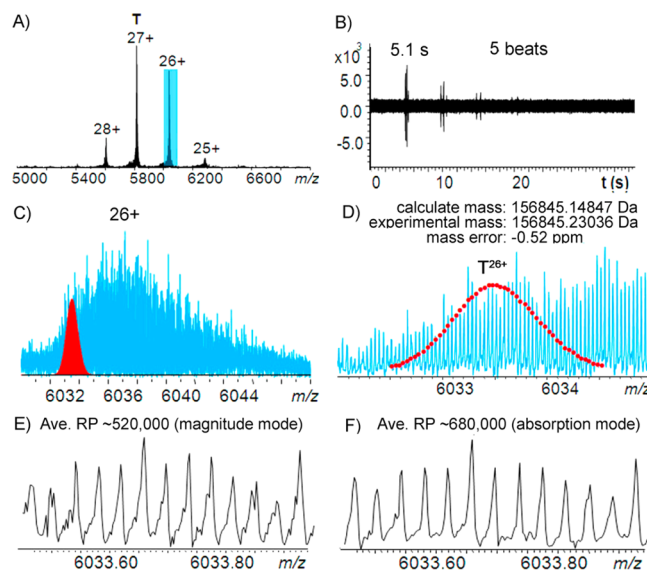 A)
T
27+
26+
28+
25+
5000 5400 5800 6200 6600 m/z
B)
x10³
5.1 s 5 beats
5.0
0.0
-5.0
0 10 20 t (s)
C)
26+
6032 6036 6040 6044 m/z
D)
calculate mass: 156845.14847 Da
experimental mass: 156845.23036 Da
mass error: -0.52 ppm
T²⁶⁺
6033 6034 m/z
E) Ave. RP ~520,000 (magnitude mode)
6033.60 6033.80 m/z
F) Ave. RP ~680,000 (absorption mode)
6033.60 6033.80 m/z